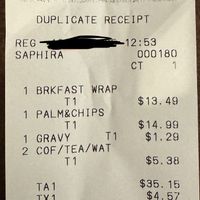 DUPLICATE RECEIPT
REG 12:53
SAPHIRA 000180
CT 1
1 BRKFAST WRAP
T1 $13.49
1 PALM&CHIPS
T1 $14.99
1 GRAVY T1 $1.29
2 COF/TEA/WAT
T1 $5.38
TA1 $35.15
TX1 $4.57